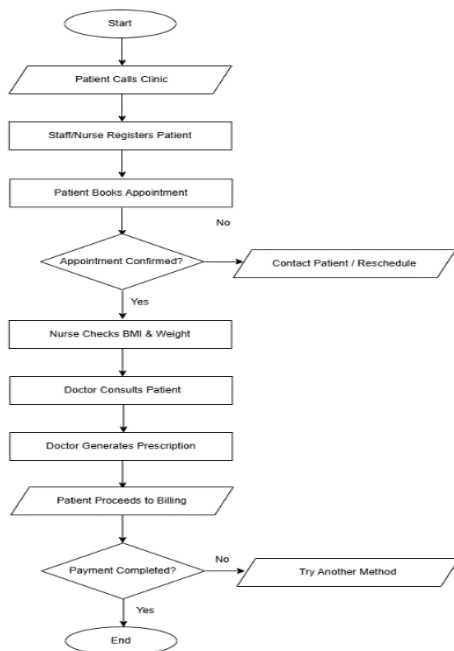 Start
Patient Calls Clinic
Staff/Nurse Registers Patient
Patient Books Appointment
No
Appointment Confirmed?
Contact Patient / Reschedule
Yes
Nurse Checks BMI & Weight
Doctor Consults Patient
Doctor Generates Prescription
Patient Proceeds to Billing
No
Payment Completed?
Try Another Method
Yes
End